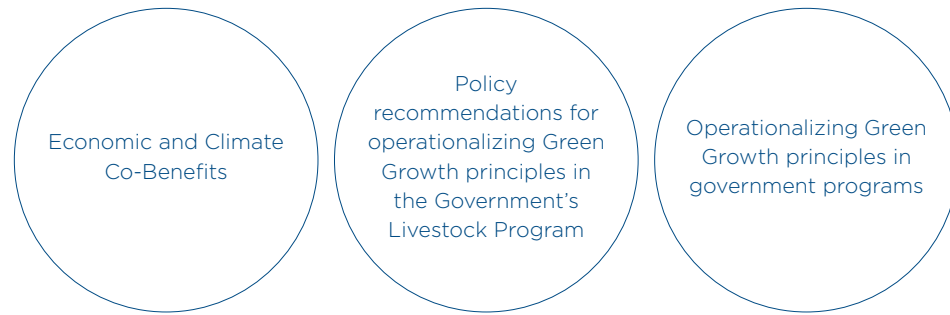 Economic and Climate
Co-Benefits
Policy
recommendations for
operationalizing Green
Growth principles in
the Government’s
Livestock Program
Operationalizing Green
Growth principles in
government programs